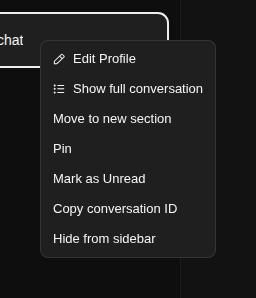 chat
Edit Profile
Show full conversation
Move to new section
Pin
Mark as Unread
Copy conversation ID
Hide from sidebar